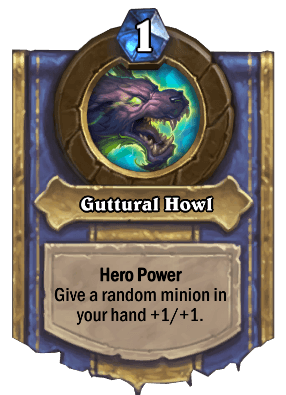 1
Guttural Howl
Hero Power
Give a random minion in
your hand +1/+1.